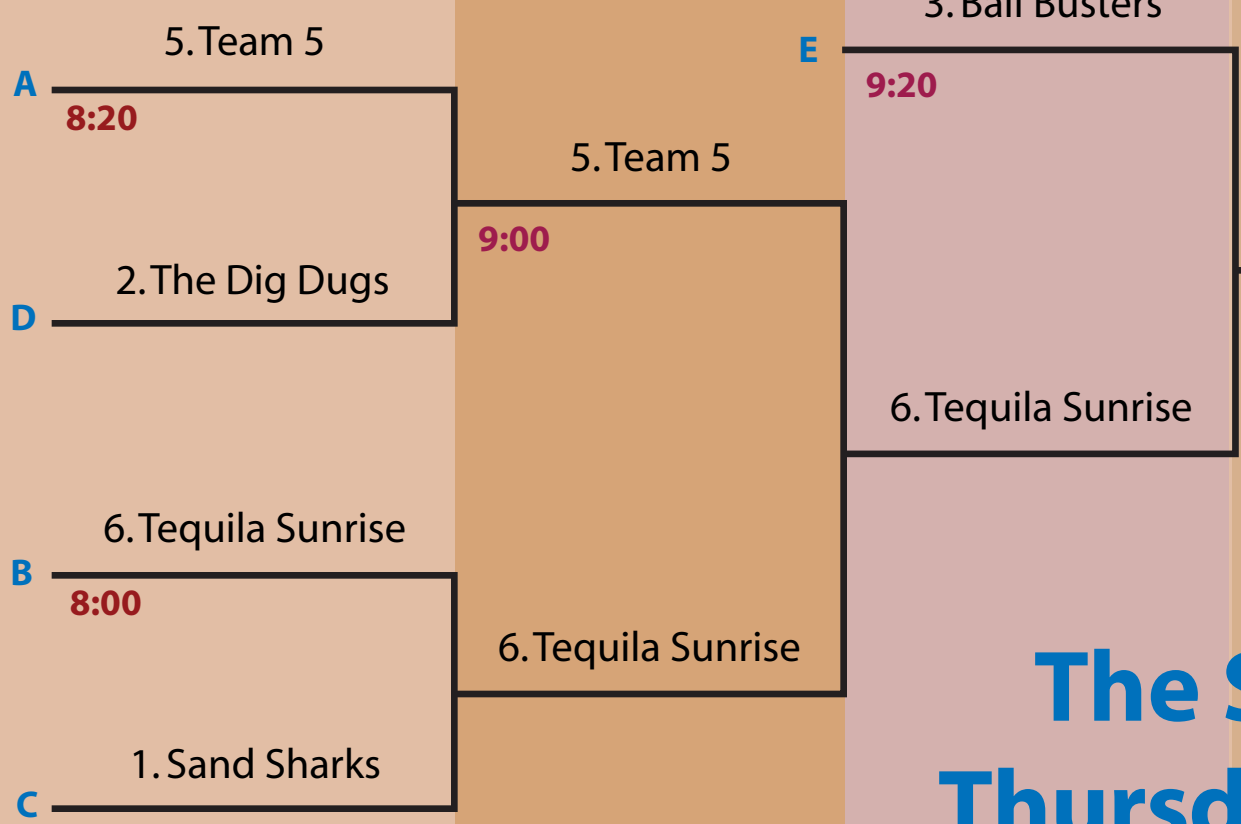 3. Ball Busters
5. Team 5
E
A
9:20
8:20
5. Team 5
9:00
2. The Dig Dugs
D
6. Tequila Sunrise
6. Tequila Sunrise
B
8:00
6. Tequila Sunrise
The
1. Sand Sharks
C